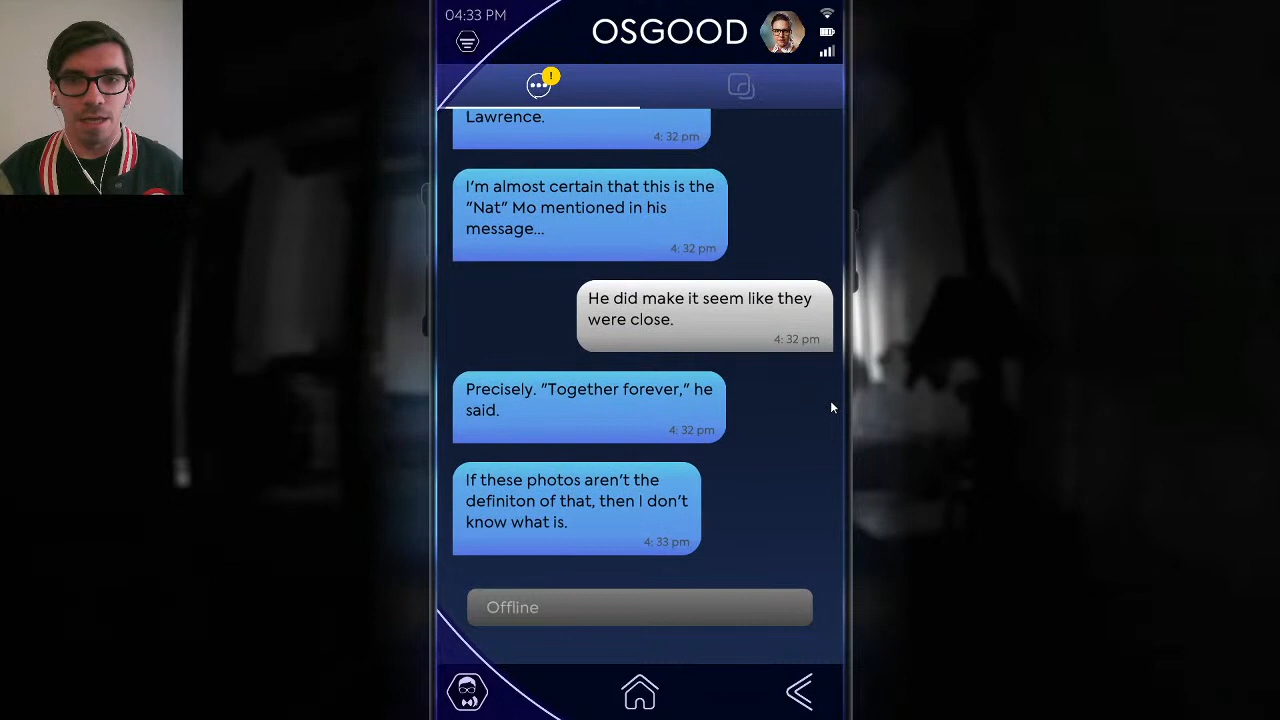 04:33 PM
OSGOOD
!
Lawrence.
4: 32 pm
I'm almost certain that this is the
"Nat" Mo mentioned in his
message...
4: 32 pm
He did make it seem like they
were close.
4: 32 pm
Precisely. "Together forever," he
said.
4: 32 pm
If these photos aren't the
definiton of that, then I don't
know what is.
4: 33 pm
Offline